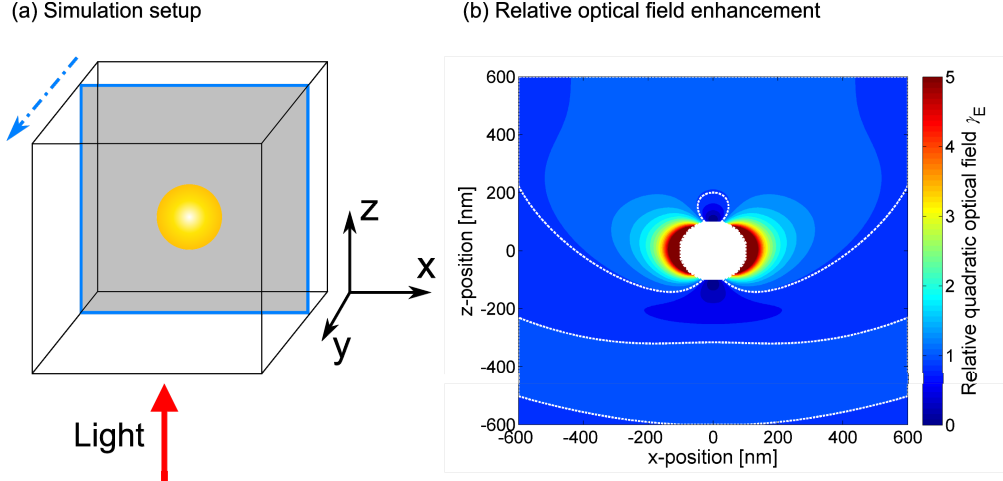 (a) Simulation setup
z
x
y
Light
(b) Relative optical field enhancement
600
400
200
0
-200
-400
-600
z-position [nm]
-600
-400
-200
0
200
400
600
x-position [nm]
5
4
3
2
1
0
Relative quadratic optical field γE